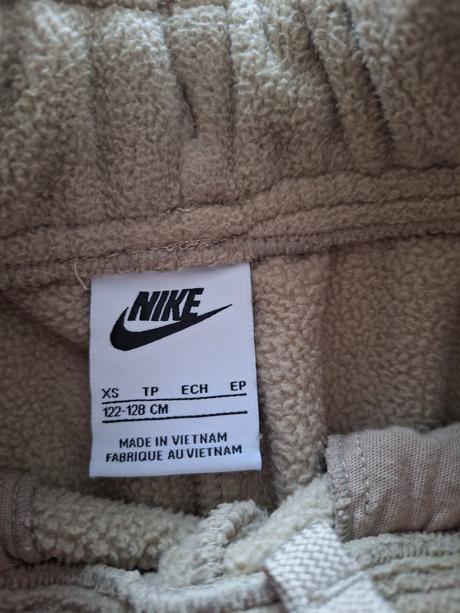 NIKE
XS TP ECH EP
122-128 CM
MADE IN VIETNAM
FABRIQUE AU VIETNAM